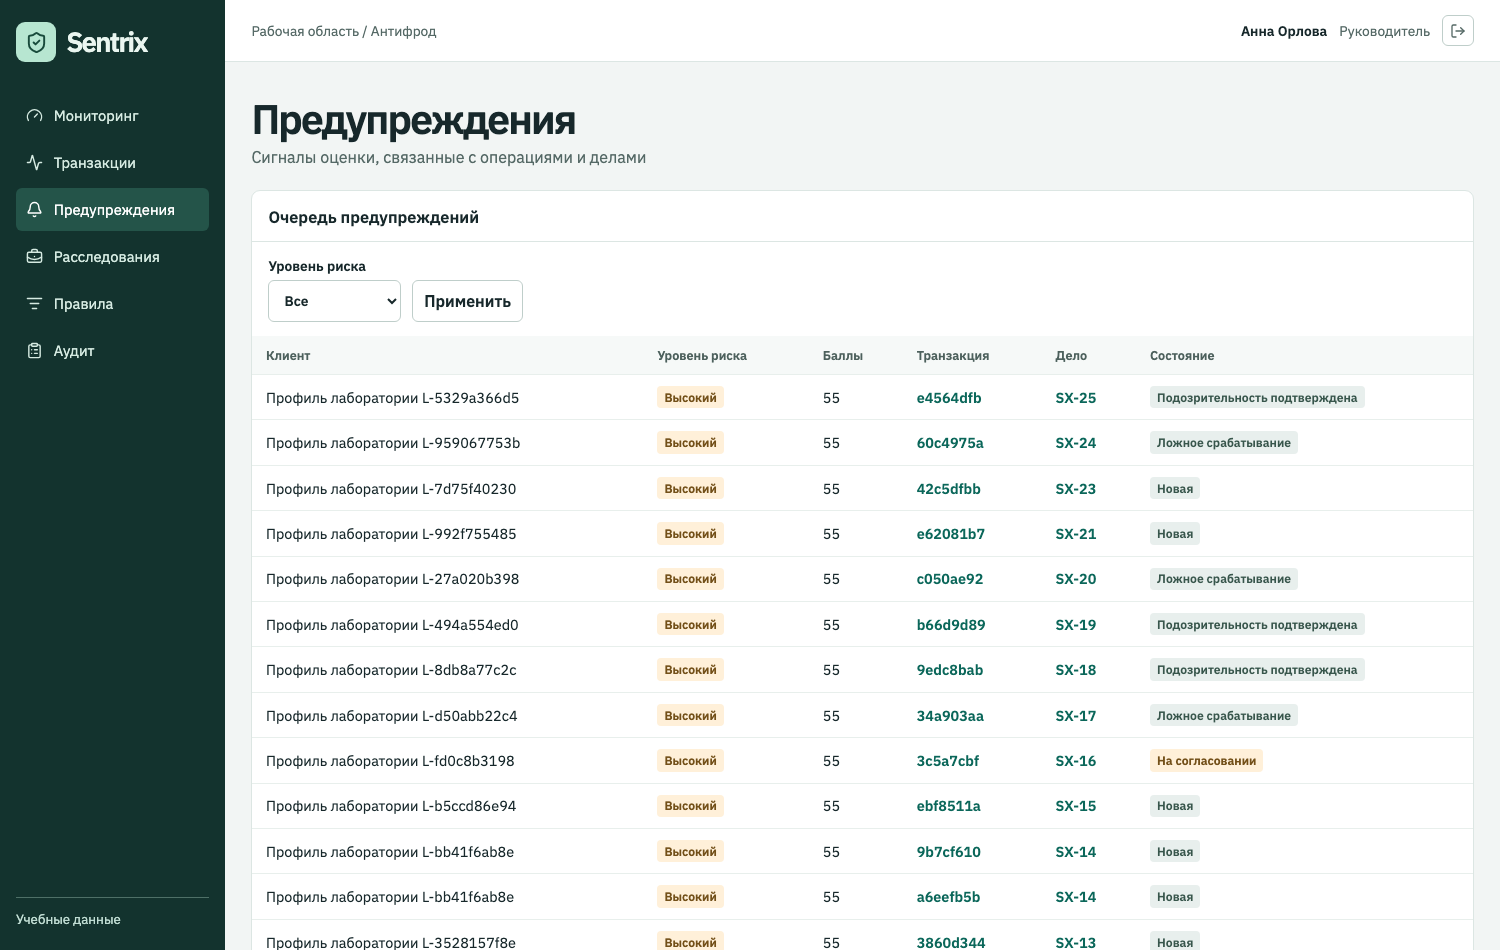 Sentrix
Мониторинг
Транзакции
Предупреждения
Расследования
Правила
Аудит
Учебные данные
Рабочая область / Антифрод
Анна Орлова Руководитель
Предупреждения
Сигналы оценки, связанные с операциями и делами
Очередь предупреждений
Уровень риска
Все Применить
Клиент Уровень риска Баллы Транзакция Дело Состояние
Профиль лаборатории L-5329a366d5 Высокий 55 e4564dfb SX-25 Подозрительность подтверждена
Профиль лаборатории L-959067753b Высокий 55 60c4975a SX-24 Ложное срабатывание
Профиль лаборатории L-7d75f40230 Высокий 55 42c5dfbb SX-23 Новая
Профиль лаборатории L-992f755485 Высокий 55 e62081b7 SX-21 Новая
Профиль лаборатории L-27a020b398 Высокий 55 c050ae92 SX-20 Ложное срабатывание
Профиль лаборатории L-494a554ed0 Высокий 55 b66d9d89 SX-19 Подозрительность подтверждена
Профиль лаборатории L-8db8a77c2c Высокий 55 9edc8bab SX-18 Подозрительность подтверждена
Профиль лаборатории L-d50abb22c4 Высокий 55 34a903aa SX-17 Ложное срабатывание
Профиль лаборатории L-fd0c8b3198 Высокий 55 3c5a7cbf SX-16 На согласовании
Профиль лаборатории L-b5ccd86e94 Высокий 55 ebf8511a SX-15 Новая
Профиль лаборатории L-bb41f6ab8e Высокий 55 9b7cf610 SX-14 Новая
Профиль лаборатории L-bb41f6ab8e Высокий 55 a6eefb5b SX-14 Новая
Профиль лаборатории L-3528157f8e Высокий 55 3860d344 SX-13 Новая